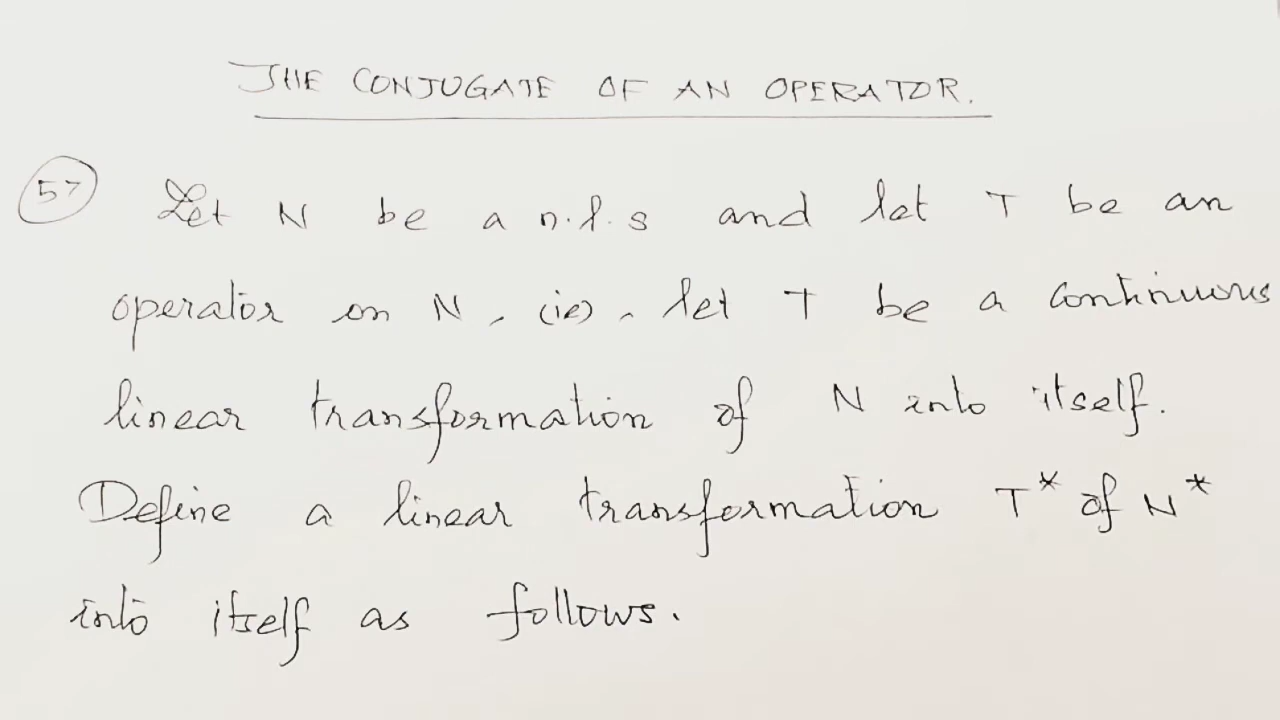 THE CONJUGATE OF AN OPERATOR.
57 Let N be a n.l.s and let T be an
operator on N, (ie), let T be a continuous
linear transformation of N into itself.
Define a linear transformation T* of N*
into itself as follows.